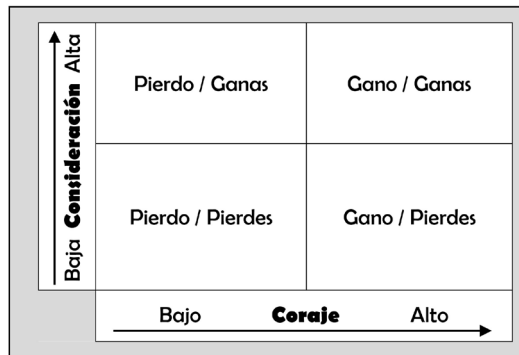 Baja Consideración Alta
Pierdo / Ganas
Gano / Ganas
Pierdo / Pierdes
Gano / Pierdes
Bajo Coraje Alto